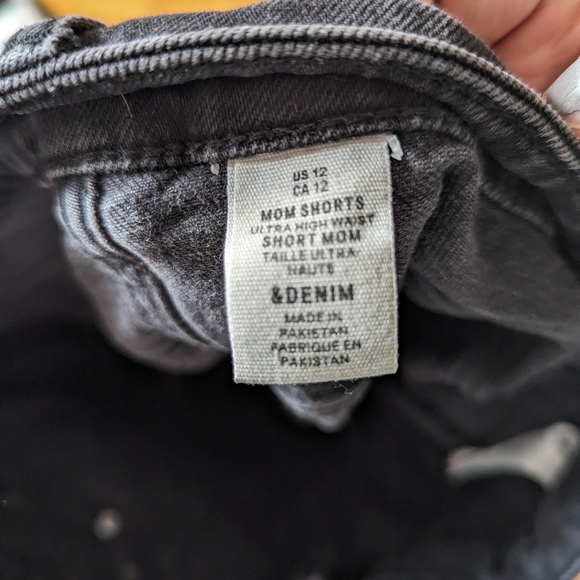 US 12
CA 12
MOM SHORTS
ULTRA HIGH WAIST
SHORT MOM
TAILLE ULTRA-
HAUTE
&DENIM
MADE IN
PAKISTAN
FABRIQUE EN
PAKISTAN